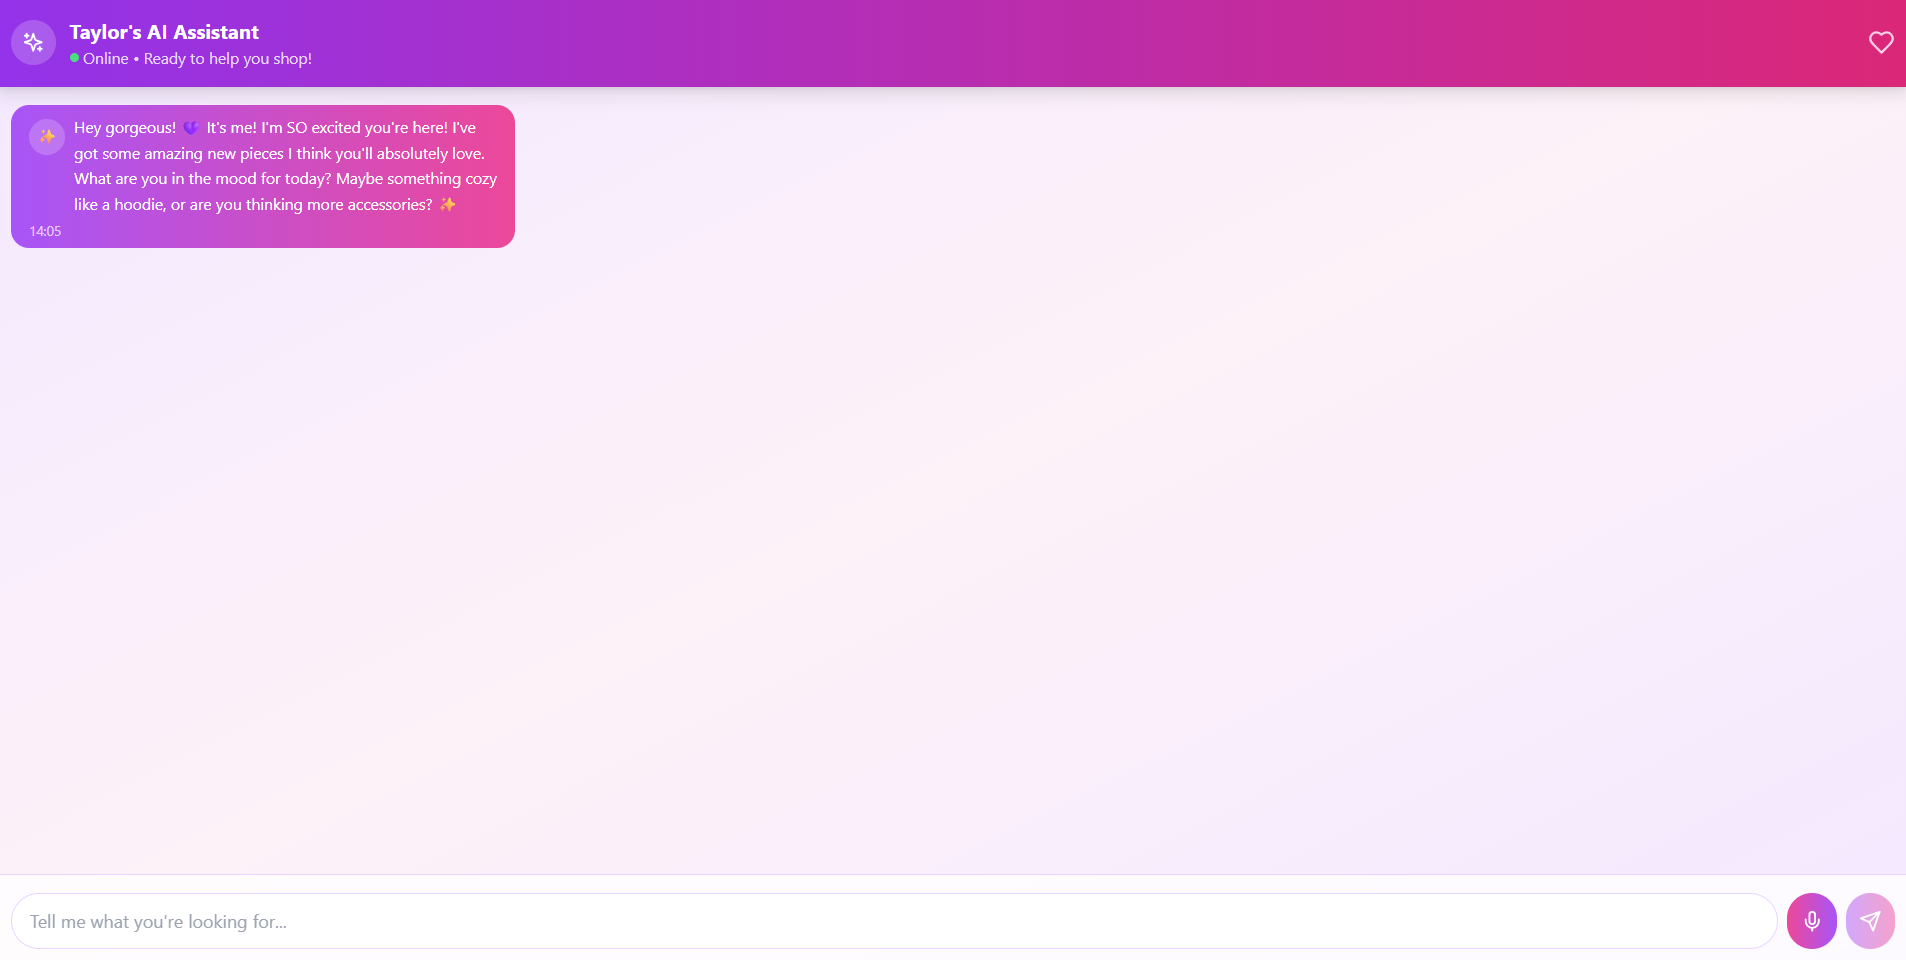 Taylor's AI Assistant
Online • Ready to help you shop!
Hey gorgeous! 💜 It's me! I'm SO excited you're here! I've
got some amazing new pieces I think you'll absolutely love.
What are you in the mood for today? Maybe something cozy
like a hoodie, or are you thinking more accessories? ✨
14:05
Tell me what you're looking for...